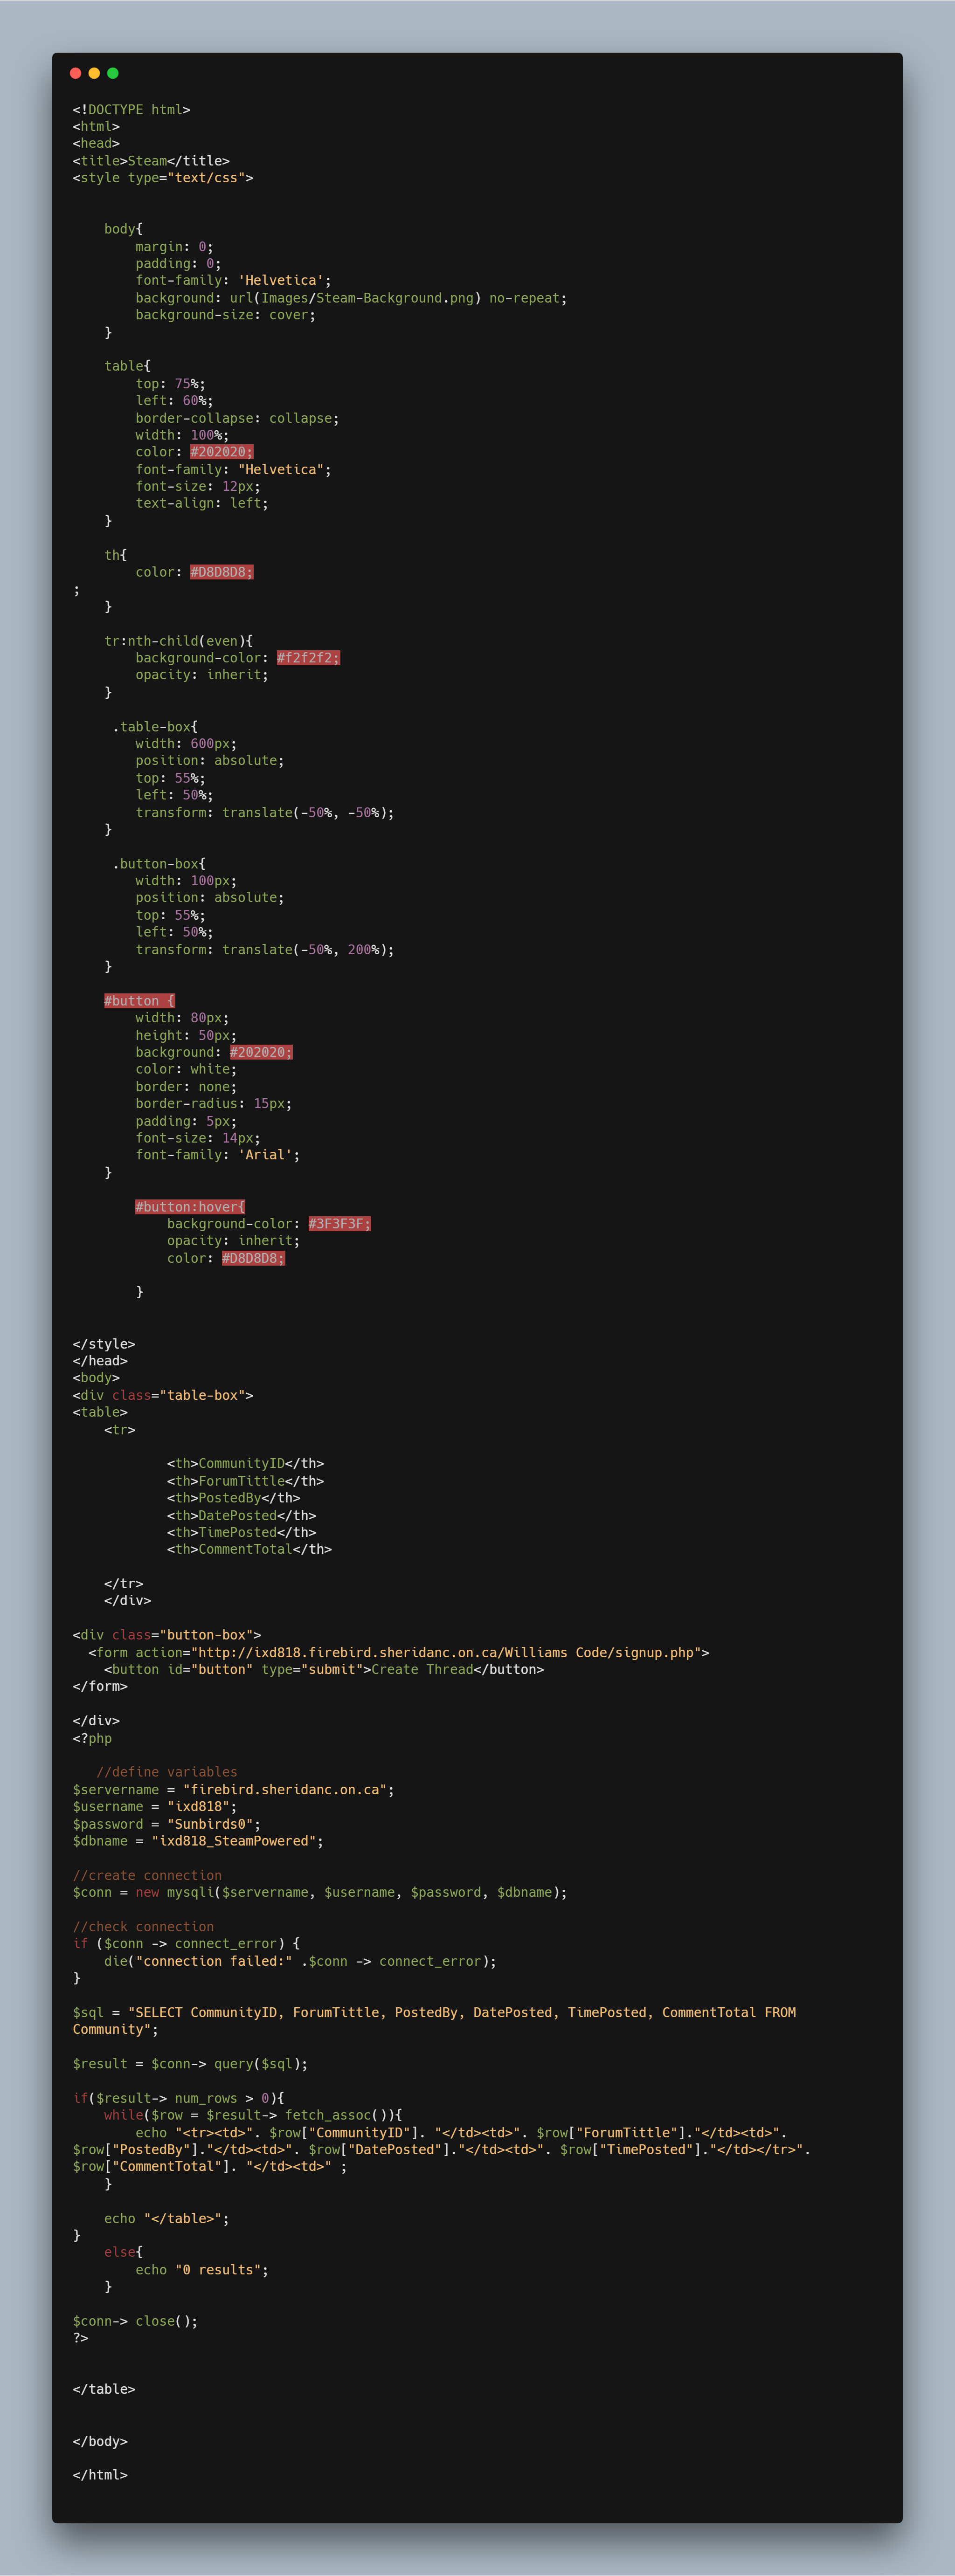 <!DOCTYPE html>
<html>
<head>
<title>Steam</title>
<style type="text/css">
    body{
        margin: 0;
        padding: 0;
        font-family: 'Helvetica';
        background: url(Images/Steam-Background.png) no-repeat;
        background-size: cover;
    }
    table{
        top: 75%;
        left: 60%;
        border-collapse: collapse;
        width: 100%;
        color: #202020;
        font-family: "Helvetica";
        font-size: 12px;
        text-align: left;
    }
    th{
        color: #D8D8D8;
;
    }
    tr:nth-child(even){
        background-color: #f2f2f2;
        opacity: inherit;
    }
     .table-box{
        width: 600px;
        position: absolute;
        top: 55%;
        left: 50%;
        transform: translate(-50%, -50%);
    }
     .button-box{
        width: 100px;
        position: absolute;
        top: 55%;
        left: 50%;
        transform: translate(-50%, 200%);
    }
    #button {
        width: 80px;
        height: 50px;
        background: #202020;
        color: white;
        border: none;
        border-radius: 15px;
        padding: 5px;
        font-size: 14px;
        font-family: 'Arial';
    }
        #button:hover{
            background-color: #3F3F3F;
            opacity: inherit;
            color: #D8D8D8;
        }
</style>
</head>
<body>
<div class="table-box">
<table>
    <tr>
            <th>CommunityID</th>
            <th>ForumTittle</th>
            <th>PostedBy</th>
            <th>DatePosted</th>
            <th>TimePosted</th>
            <th>CommentTotal</th>
    </tr>
    </div>
<div class="button-box">
  <form action="http://ixd818.firebird.sheridanc.on.ca/Williams Code/signup.php">
    <button id="button" type="submit">Create Thread</button>
</form>
</div>
<?php
   //define variables
$servername = "firebird.sheridanc.on.ca";
$username = "ixd818";
$password = "Sunbirds0";
$dbname = "ixd818_SteamPowered";
//create connection
$conn = new mysqli($servername, $username, $password, $dbname);
//check connection
if ($conn -> connect_error) {
    die("connection failed:" .$conn -> connect_error);
}
$sql = "SELECT CommunityID, ForumTittle, PostedBy, DatePosted, TimePosted, CommentTotal FROM
Community";
$result = $conn-> query($sql);
if($result-> num_rows > 0){
    while($row = $result-> fetch_assoc()){
        echo "<tr><td>". $row["CommunityID"]. "</td><td>". $row["ForumTittle"]."</td><td>".
$row["PostedBy"]."</td><td>". $row["DatePosted"]."</td><td>". $row["TimePosted"]."</td></tr>".
$row["CommentTotal"]. "</td><td>" ;
    }
    echo "</table>";
}
    else{
        echo "0 results";
    }
$conn-> close();
?>
</table>
</body>
</html>